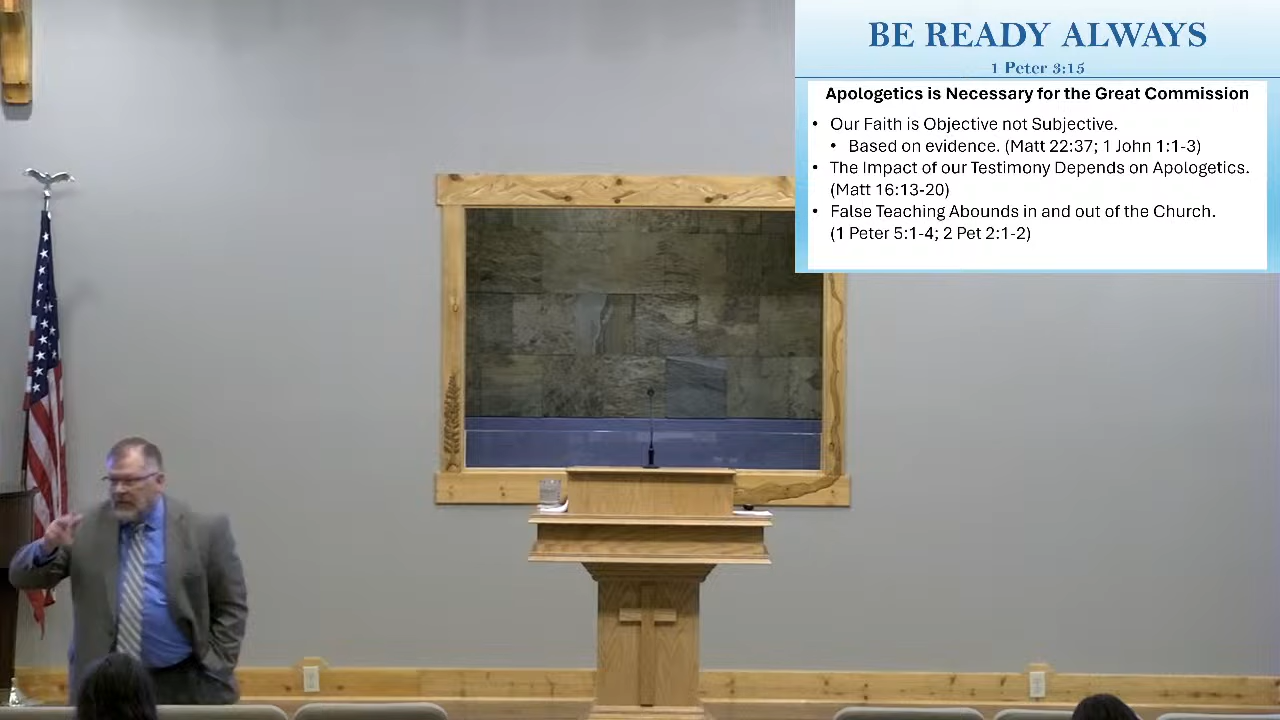 BE READY ALWAYS
1 Peter 3:15
Apologetics is Necessary for the Great Commission
• Our Faith is Objective not Subjective.
• Based on evidence. (Matt 22:37; 1 John 1:1-3)
• The Impact of our Testimony Depends on Apologetics.
(Matt 16:13-20)
• False Teaching Abounds in and out of the Church.
(1 Peter 5:1-4; 2 Pet 2:1-2)